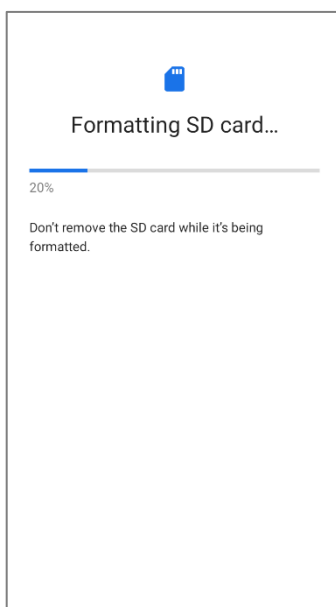 Formatting SD card…
20%
Don't remove the SD card while it's being
formatted.